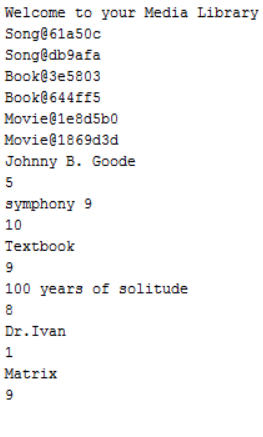 Welcome to your Media Library
Song@61a50c
Song@db9afa
Book@3e5803
Book@644ff5
Movie@1e8d5b0
Movie@1869d3d
Johnny B. Goode
5
symphony 9
10
Textbook
9
100 years of solitude
8
Dr.Ivan
1
Matrix
9